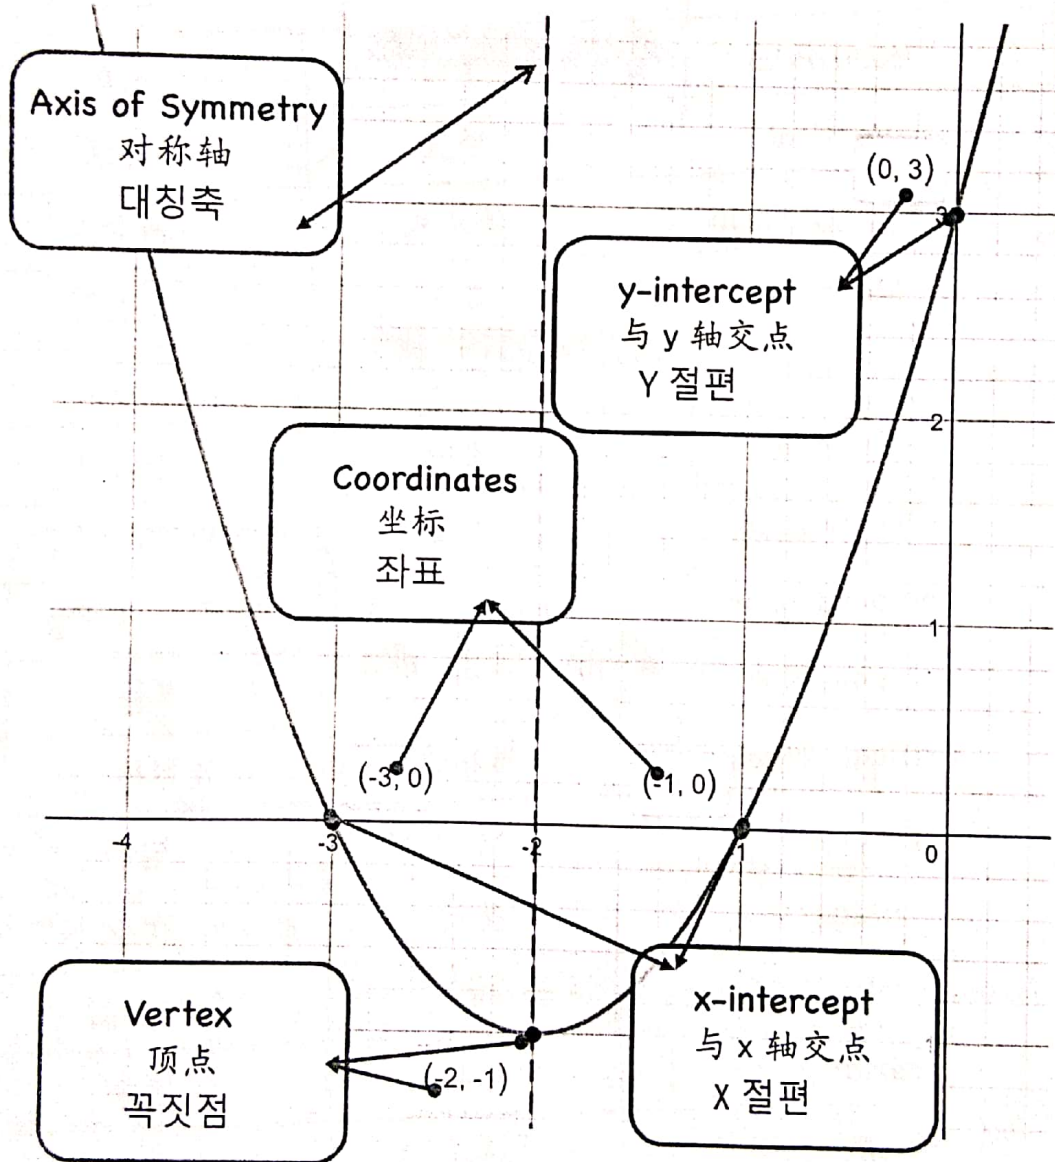 Axis of Symmetry
对称轴
대칭축
(0, 3)
3
y-intercept
与 y 轴交点
Y 절편
2
Coordinates
坐标
좌표
1
(-3, 0)
(-1, 0)
-4
-3
-2
-1
0
Vertex
顶点
꼭짓점
(-2, -1)
x-intercept
与 x 轴交点
X 절편